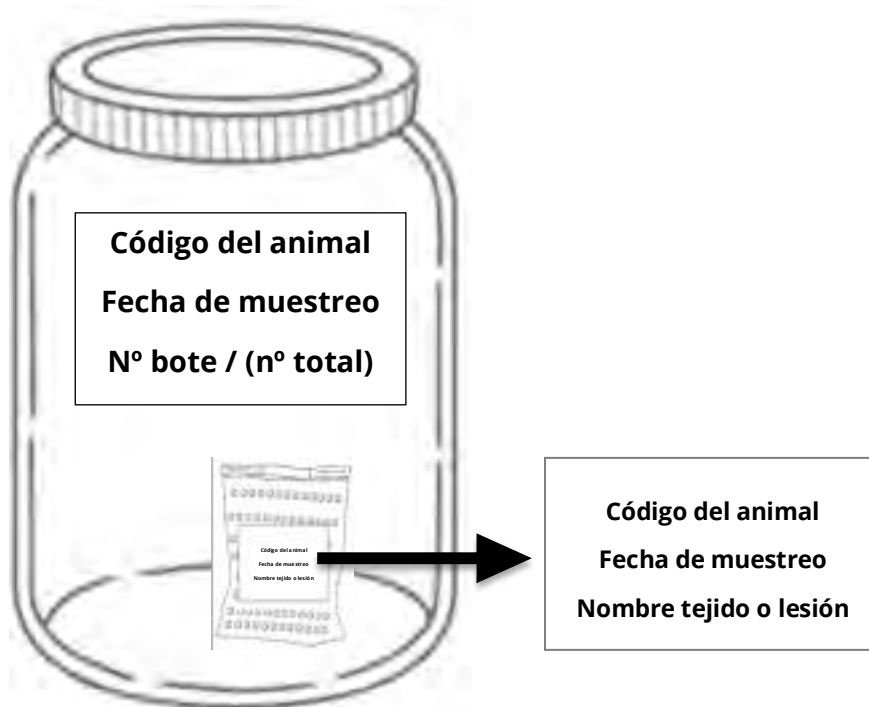 Código del animal
Fecha de muestreo
Nº bote / (nº total)
Código del animal
Fecha de muestreo
Nombre tejido o lesión
Código del animal
Fecha de muestreo
Nombre tejido o lesión